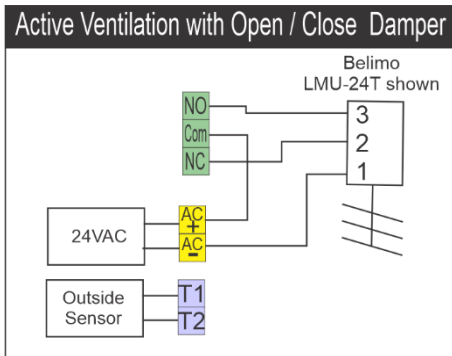 Active Ventilation with Open / Close Damper
Belimo
LMU-24T shown
NO
Com
NC
3
2
1
24VAC
AC
+
AC
-
Outside
Sensor
T1
T2